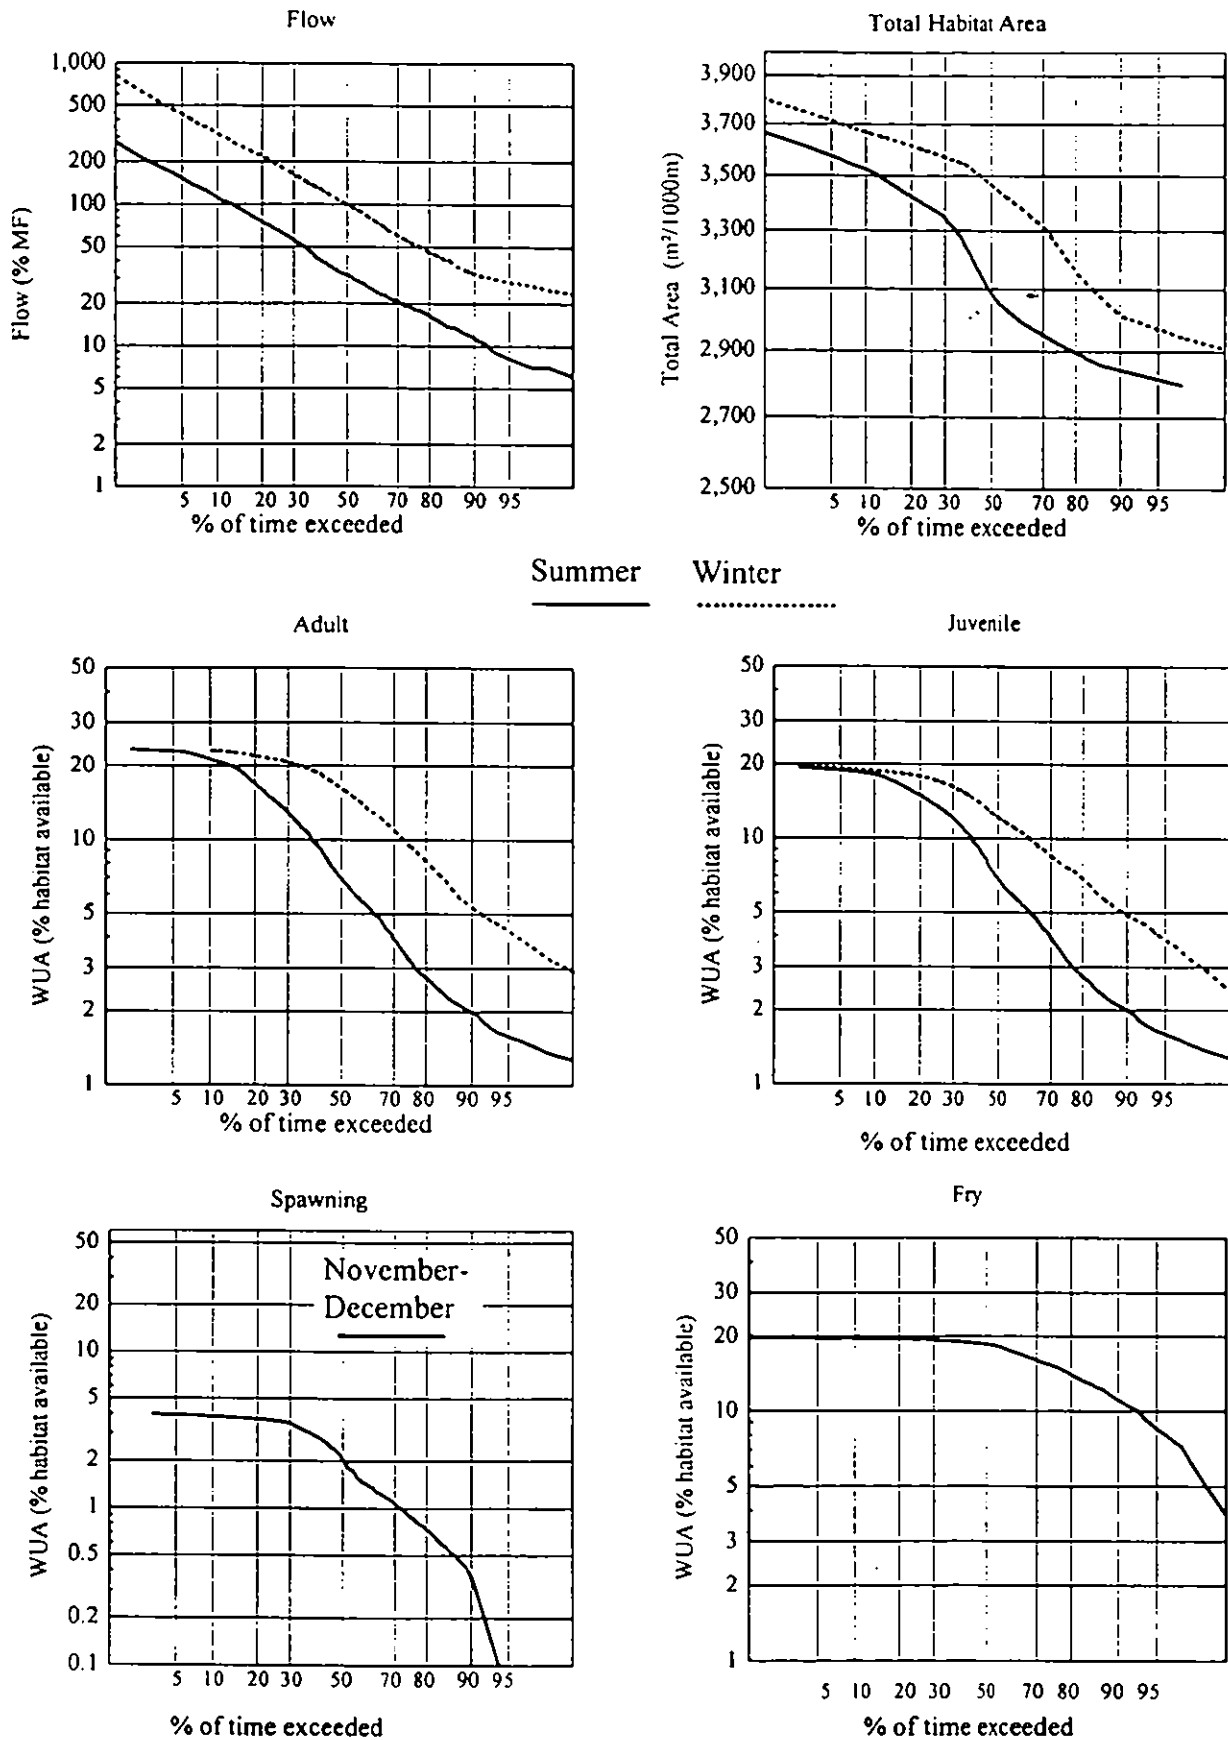 Flow
1,000
500
200
100
50
20
10
5
2
1
Flow (% MF)
5 10 20 30 50 70 80 90 95
% of time exceeded
Total Habitat Area
3,900
3,700
3,500
3,300
3,100
2,900
2,700
2,500
Total Area (m²/1000m)
5 10 20 30 50 70 80 90 95
% of time exceeded
Summer Winter
Adult
50
30
20
10
5
3
2
1
WUA (% habitat available)
5 10 20 30 50 70 80 90 95
% of time exceeded
Juvenile
50
30
20
10
5
3
2
1
WUA (% habitat available)
5 10 20 30 50 70 80 90 95
% of time exceeded
Spawning
November-
December
50
20
10
5
2
1
0.5
0.2
0.1
WUA (% habitat available)
5 10 20 30 50 70 80 90 95
% of time exceeded
Fry
50
30
20
10
5
3
2
1
WUA (% habitat available)
5 10 20 30 50 70 80 90 95
% of time exceeded